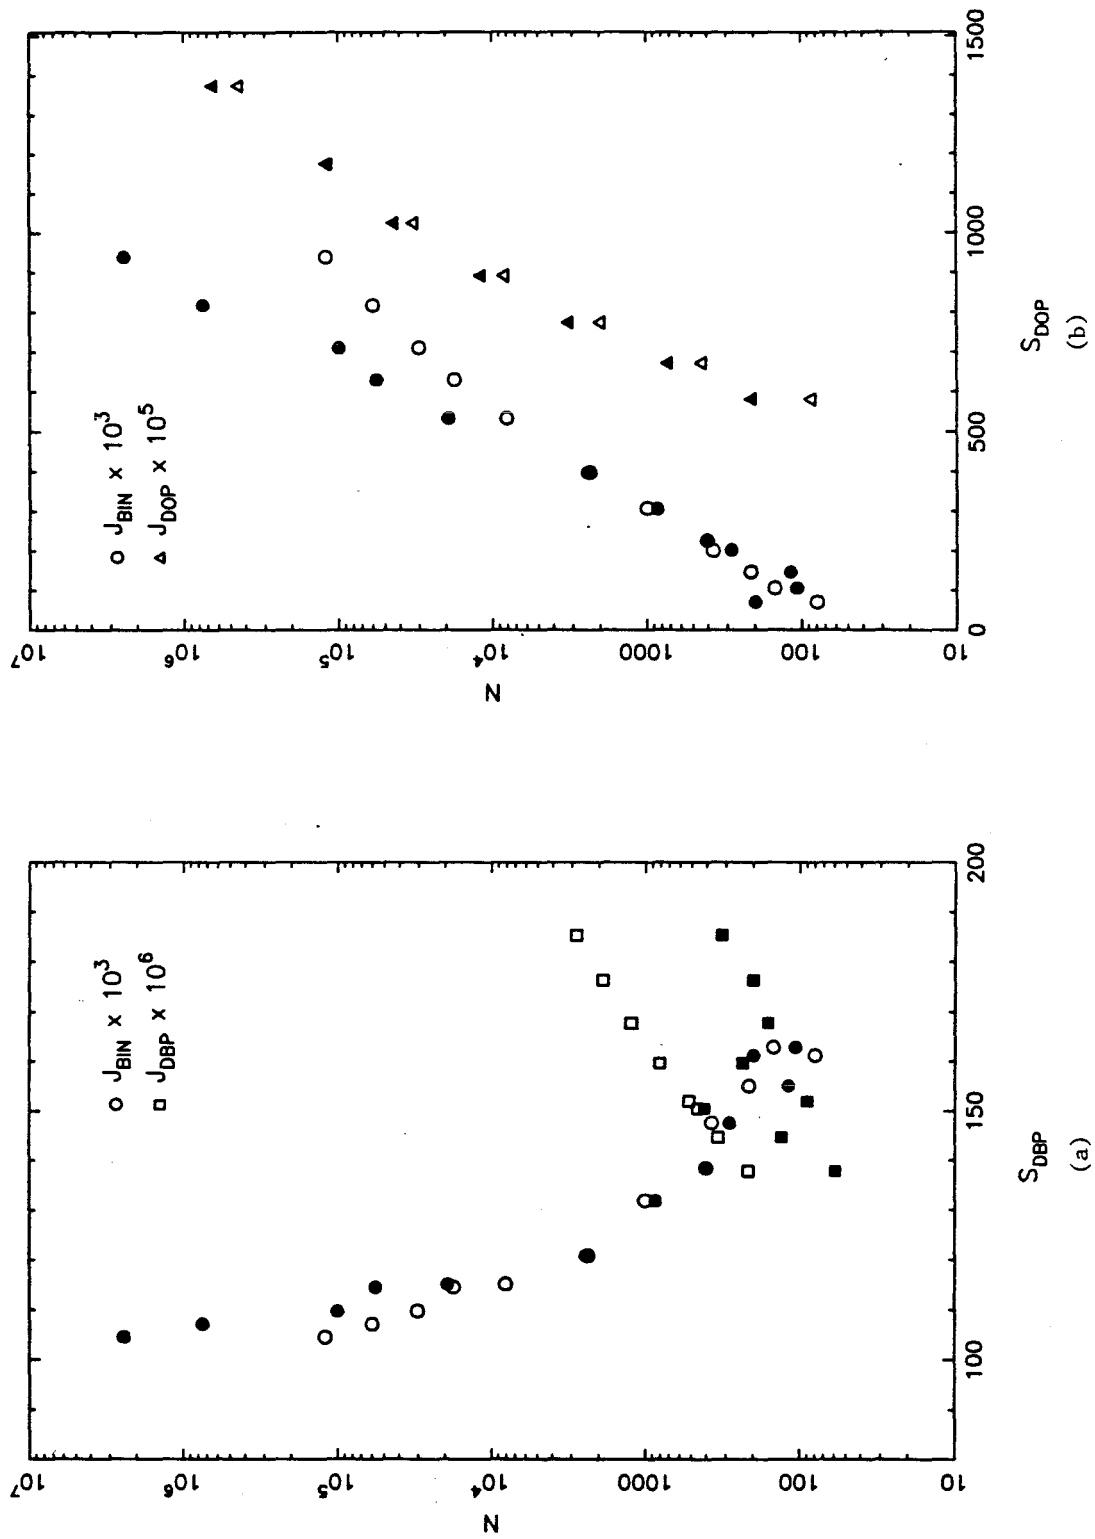 10⁷
10⁶
10⁵
10⁴
1000
100
10
N
○ J_BIN × 10³
□ J_DBP × 10⁶
100
150
200
S_DBP
(a)
10⁷
10⁶
10⁵
10⁴
1000
100
10
N
○ J_BIN × 10³
△ J_DOP × 10⁵
0
500
1000
1500
S_DOP
(b)